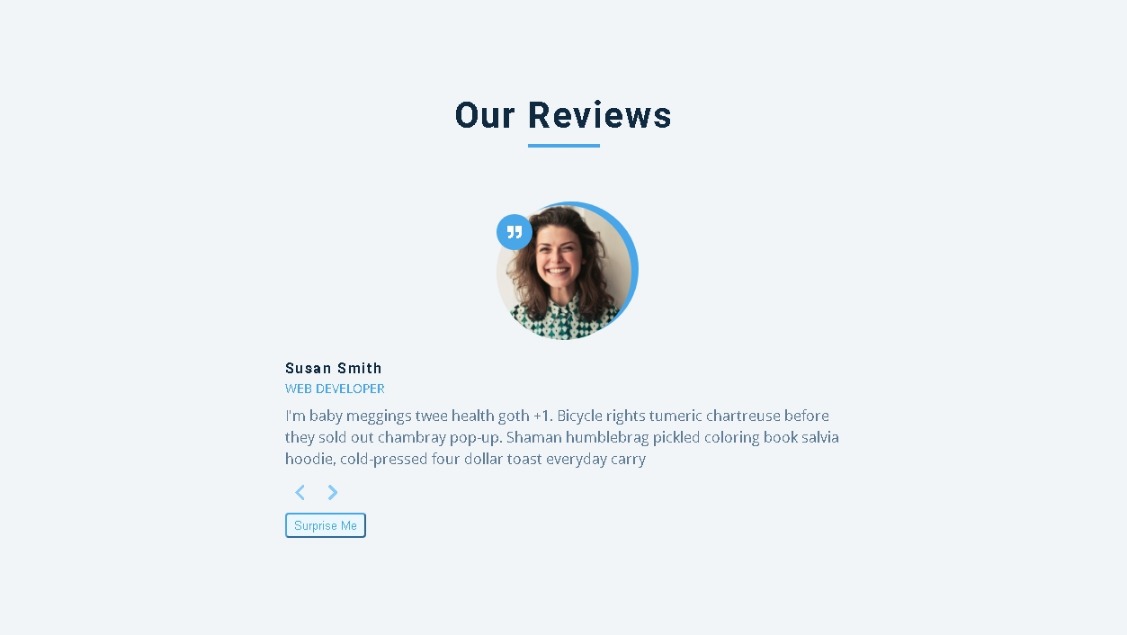 Our Reviews
Susan Smith
WEB DEVELOPER
I'm baby meggings twee health goth +1. Bicycle rights tumeric chartreuse before
they sold out chambray pop-up. Shaman humblebrag pickled coloring book salvia
hoodie, cold-pressed four dollar toast everyday carry
Surprise Me